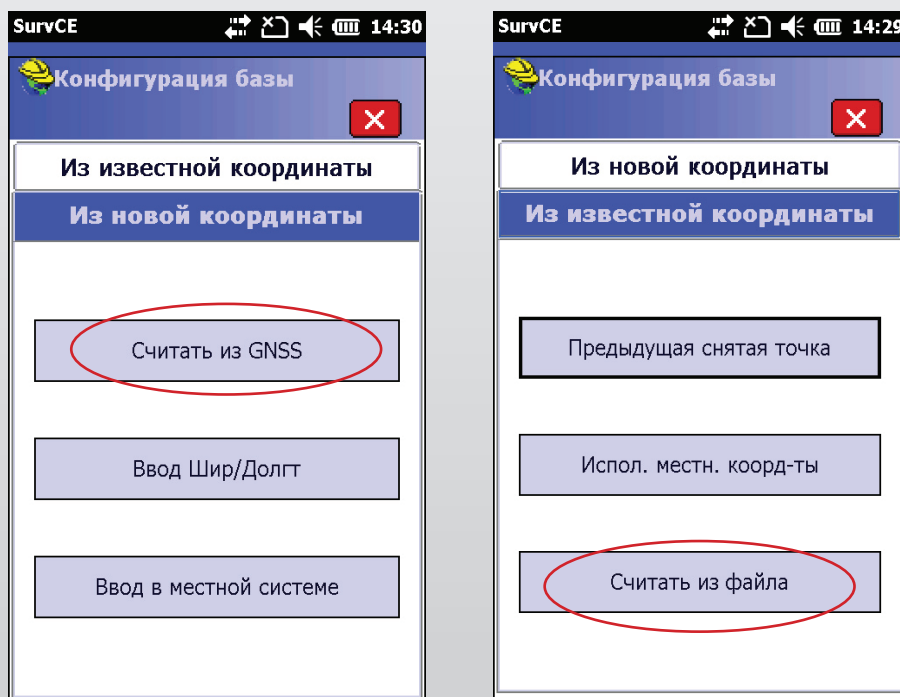 SurvCE 14:30
Конфигурация базы
Из известной координаты
Из новой координаты
Считать из GNSS
Ввод Шир/Долгт
Ввод в местной системе
SurvCE 14:29
Конфигурация базы
Из новой координаты
Из известной координаты
Предыдущая снятая точка
Испол. местн. коорд-ты
Считать из файла